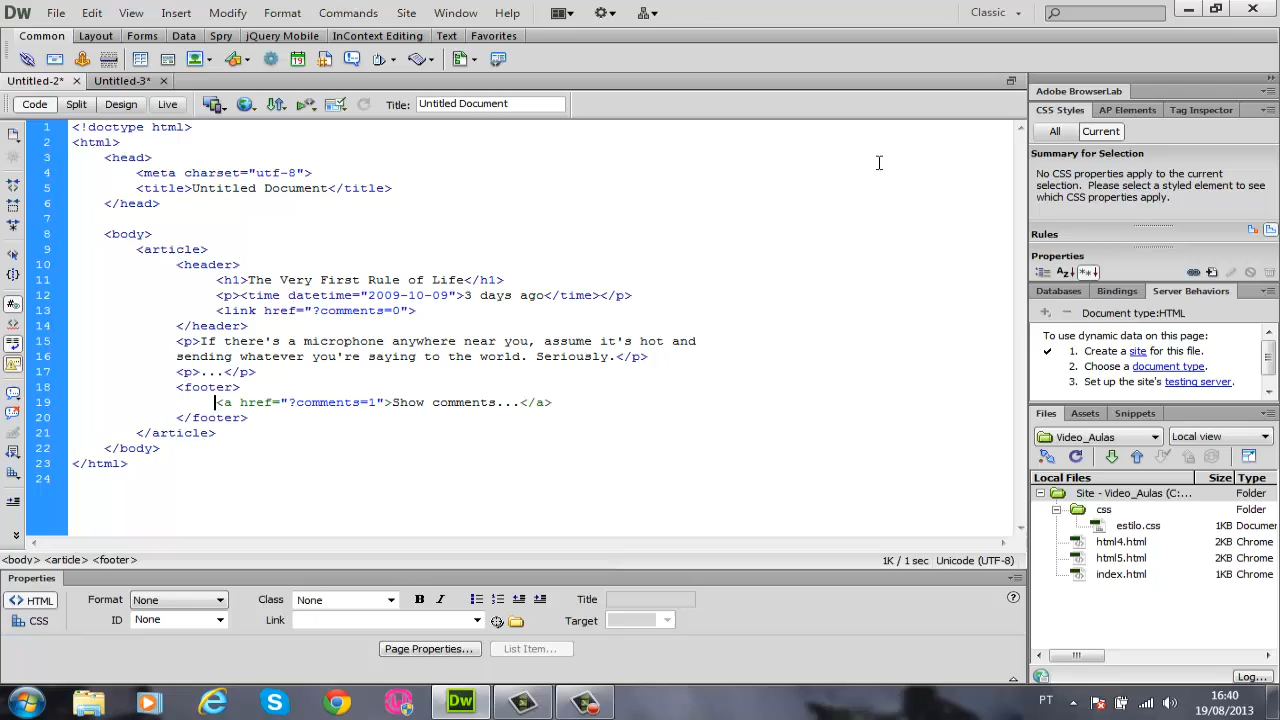 Dw File Edit View Insert Modify Format Commands Site Window Help Classic
Common Layout Forms Data Spry jQuery Mobile InContext Editing Text Favorites
Untitled-2* Untitled-3*
Code Split Design Live Title: Untitled Document
1 <!doctype html>
2 <html>
3 <head>
4 <meta charset="utf-8">
5 <title>Untitled Document</title>
6 </head>
7
8 <body>
9 <article>
10 <header>
11 <h1>The Very First Rule of Life</h1>
12 <p><time datetime="2009-10-09">3 days ago</time></p>
13 <link href="?comments=0">
14 </header>
15 <p>If there's a microphone anywhere near you, assume it's hot and
16 sending whatever you're saying to the world. Seriously.</p>
17 <p>...</p>
18 <footer>
19 <a href="?comments=1">Show comments...</a>
20 </footer>
21 </article>
22 </body>
23 </html>
24
<body> <article> <footer> 1K / 1 sec Unicode (UTF-8)
Properties
<> HTML Format None Class None B I Title
CSS ID None Link Target
Page Properties... List Item...
Adobe BrowserLab
CSS Styles AP Elements Tag Inspector
All Current
Summary for Selection
No CSS properties apply to the current
selection. Please select a styled element to see
which CSS properties apply.
Rules
Properties
Databases Bindings Server Behaviors
Document type:HTML
To use dynamic data on this page:
1. Create a site for this file.
2. Choose a document type.
3. Set up the site's testing server.
Files Assets Snippets
Video_Aulas Local view
Local Files Size Type
Site - Video_Aulas (C:... Folder
css Folder
estilo.css 1KB Documer
html4.html 2KB Chrome
html5.html 2KB Chrome
index.html 1KB Chrome
Log...
Dw PT 16:40
19/08/2013